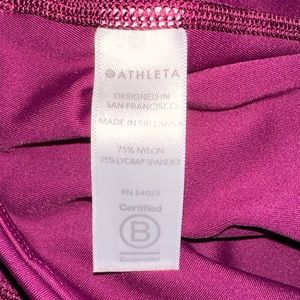 ATHLETA
DESIGNED IN
SAN FRANCISCO
MADE IN SRI LANKA
75% NYLON
25% LYCRA® SPANDEX
RN 54023
Certified
B
Corporation